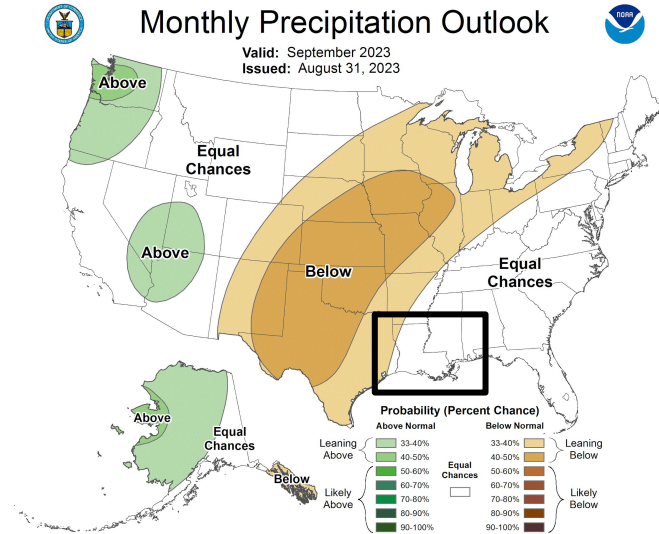 Monthly Precipitation Outlook
NOAA
Valid: September 2023
Issued: August 31, 2023
Above
Equal
Chances
Above
Below
Equal
Chances
Above
Equal
Chances
Below
Probability (Percent Chance)
Above Normal
Below Normal
Leaning
Above
33-40%
40-50%
50-60%
60-70%
70-80%
80-90%
90-100%
Likely
Above
Equal
Chances
33-40%
40-50%
50-60%
60-70%
70-80%
80-90%
90-100%
Leaning
Below
Likely
Below